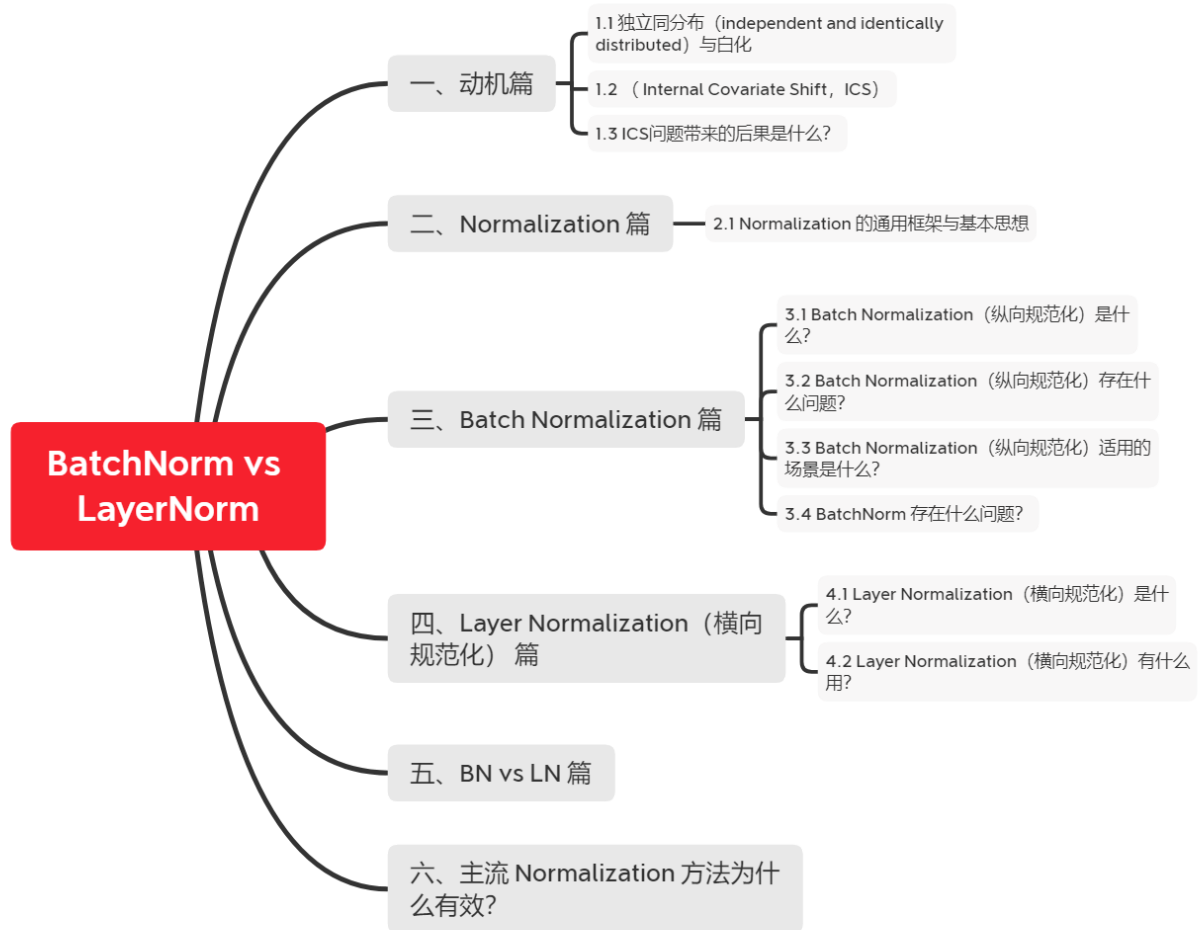 BatchNorm vs
LayerNorm
一、动机篇
1.1 独立同分布（independent and identically
distributed）与白化
1.2 （ Internal Covariate Shift，ICS）
1.3 ICS问题带来的后果是什么？
二、Normalization 篇
2.1 Normalization 的通用框架与基本思想
三、Batch Normalization 篇
3.1 Batch Normalization（纵向规范化）是什
么？
3.2 Batch Normalization（纵向规范化）存在什
么问题？
3.3 Batch Normalization（纵向规范化）适用的
场景是什么？
3.4 BatchNorm 存在什么问题？
四、Layer Normalization（横向
规范化） 篇
4.1 Layer Normalization（横向规范化）是什
么？
4.2 Layer Normalization（横向规范化）有什么
用？
五、BN vs LN 篇
六、主流 Normalization 方法为什
么有效？